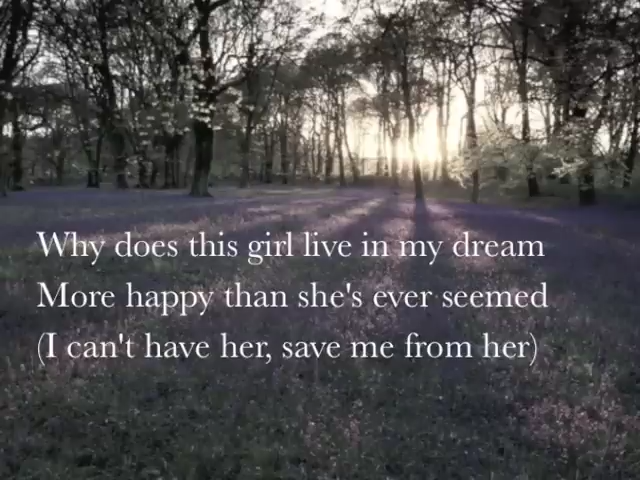 Why does this girl live in my dream
More happy than she's ever seemed
(I can't have her, save me from her)